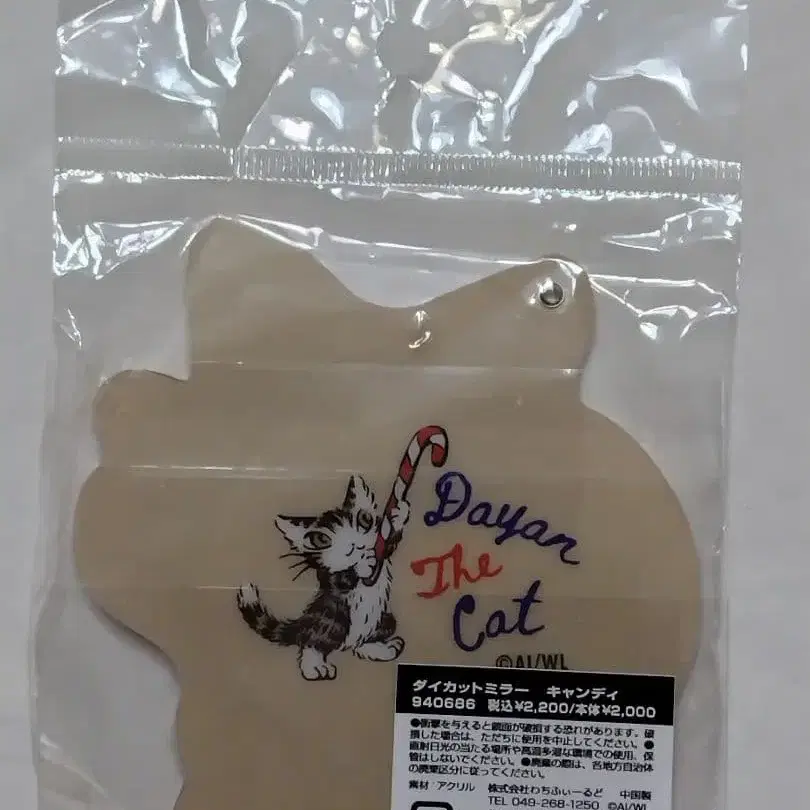 Dayan
The
Cat
©AI/WL
ダイカットミラー　キャンディ
940686 税込¥2,200/本体¥2,000
●衝撃を与えると鏡面が破損する恐れがあります。破
損した場合は、ただちに使用を中止してください。●
直射日光の当たる場所や高温多湿な環境での使用、保
管はしないでください。●廃棄の際は、各地方自治体
の廃棄区分に従ってください。
素材：アクリル　株式会社わちふぃーるど　中国製
TEL 049-268-1250 ©AI/WL